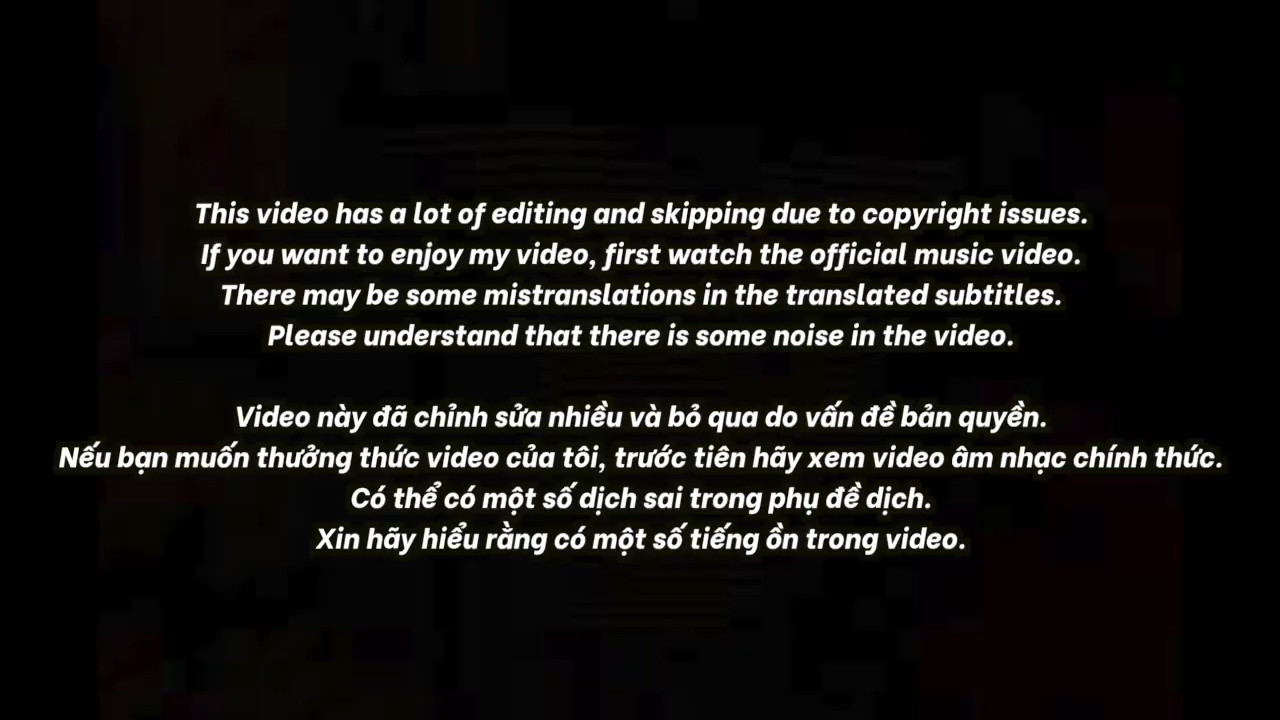 This video has a lot of editing and skipping due to copyright issues.
If you want to enjoy my video, first watch the official music video.
There may be some mistranslations in the translated subtitles.
Please understand that there is some noise in the video.
Video này đã chỉnh sửa nhiều và bỏ qua do vấn đề bản quyền.
Nếu bạn muốn thưởng thức video của tôi, trước tiên hãy xem video âm nhạc chính thức.
Có thể có một số dịch sai trong phụ đề dịch.
Xin hãy hiểu rằng có một số tiếng ồn trong video.